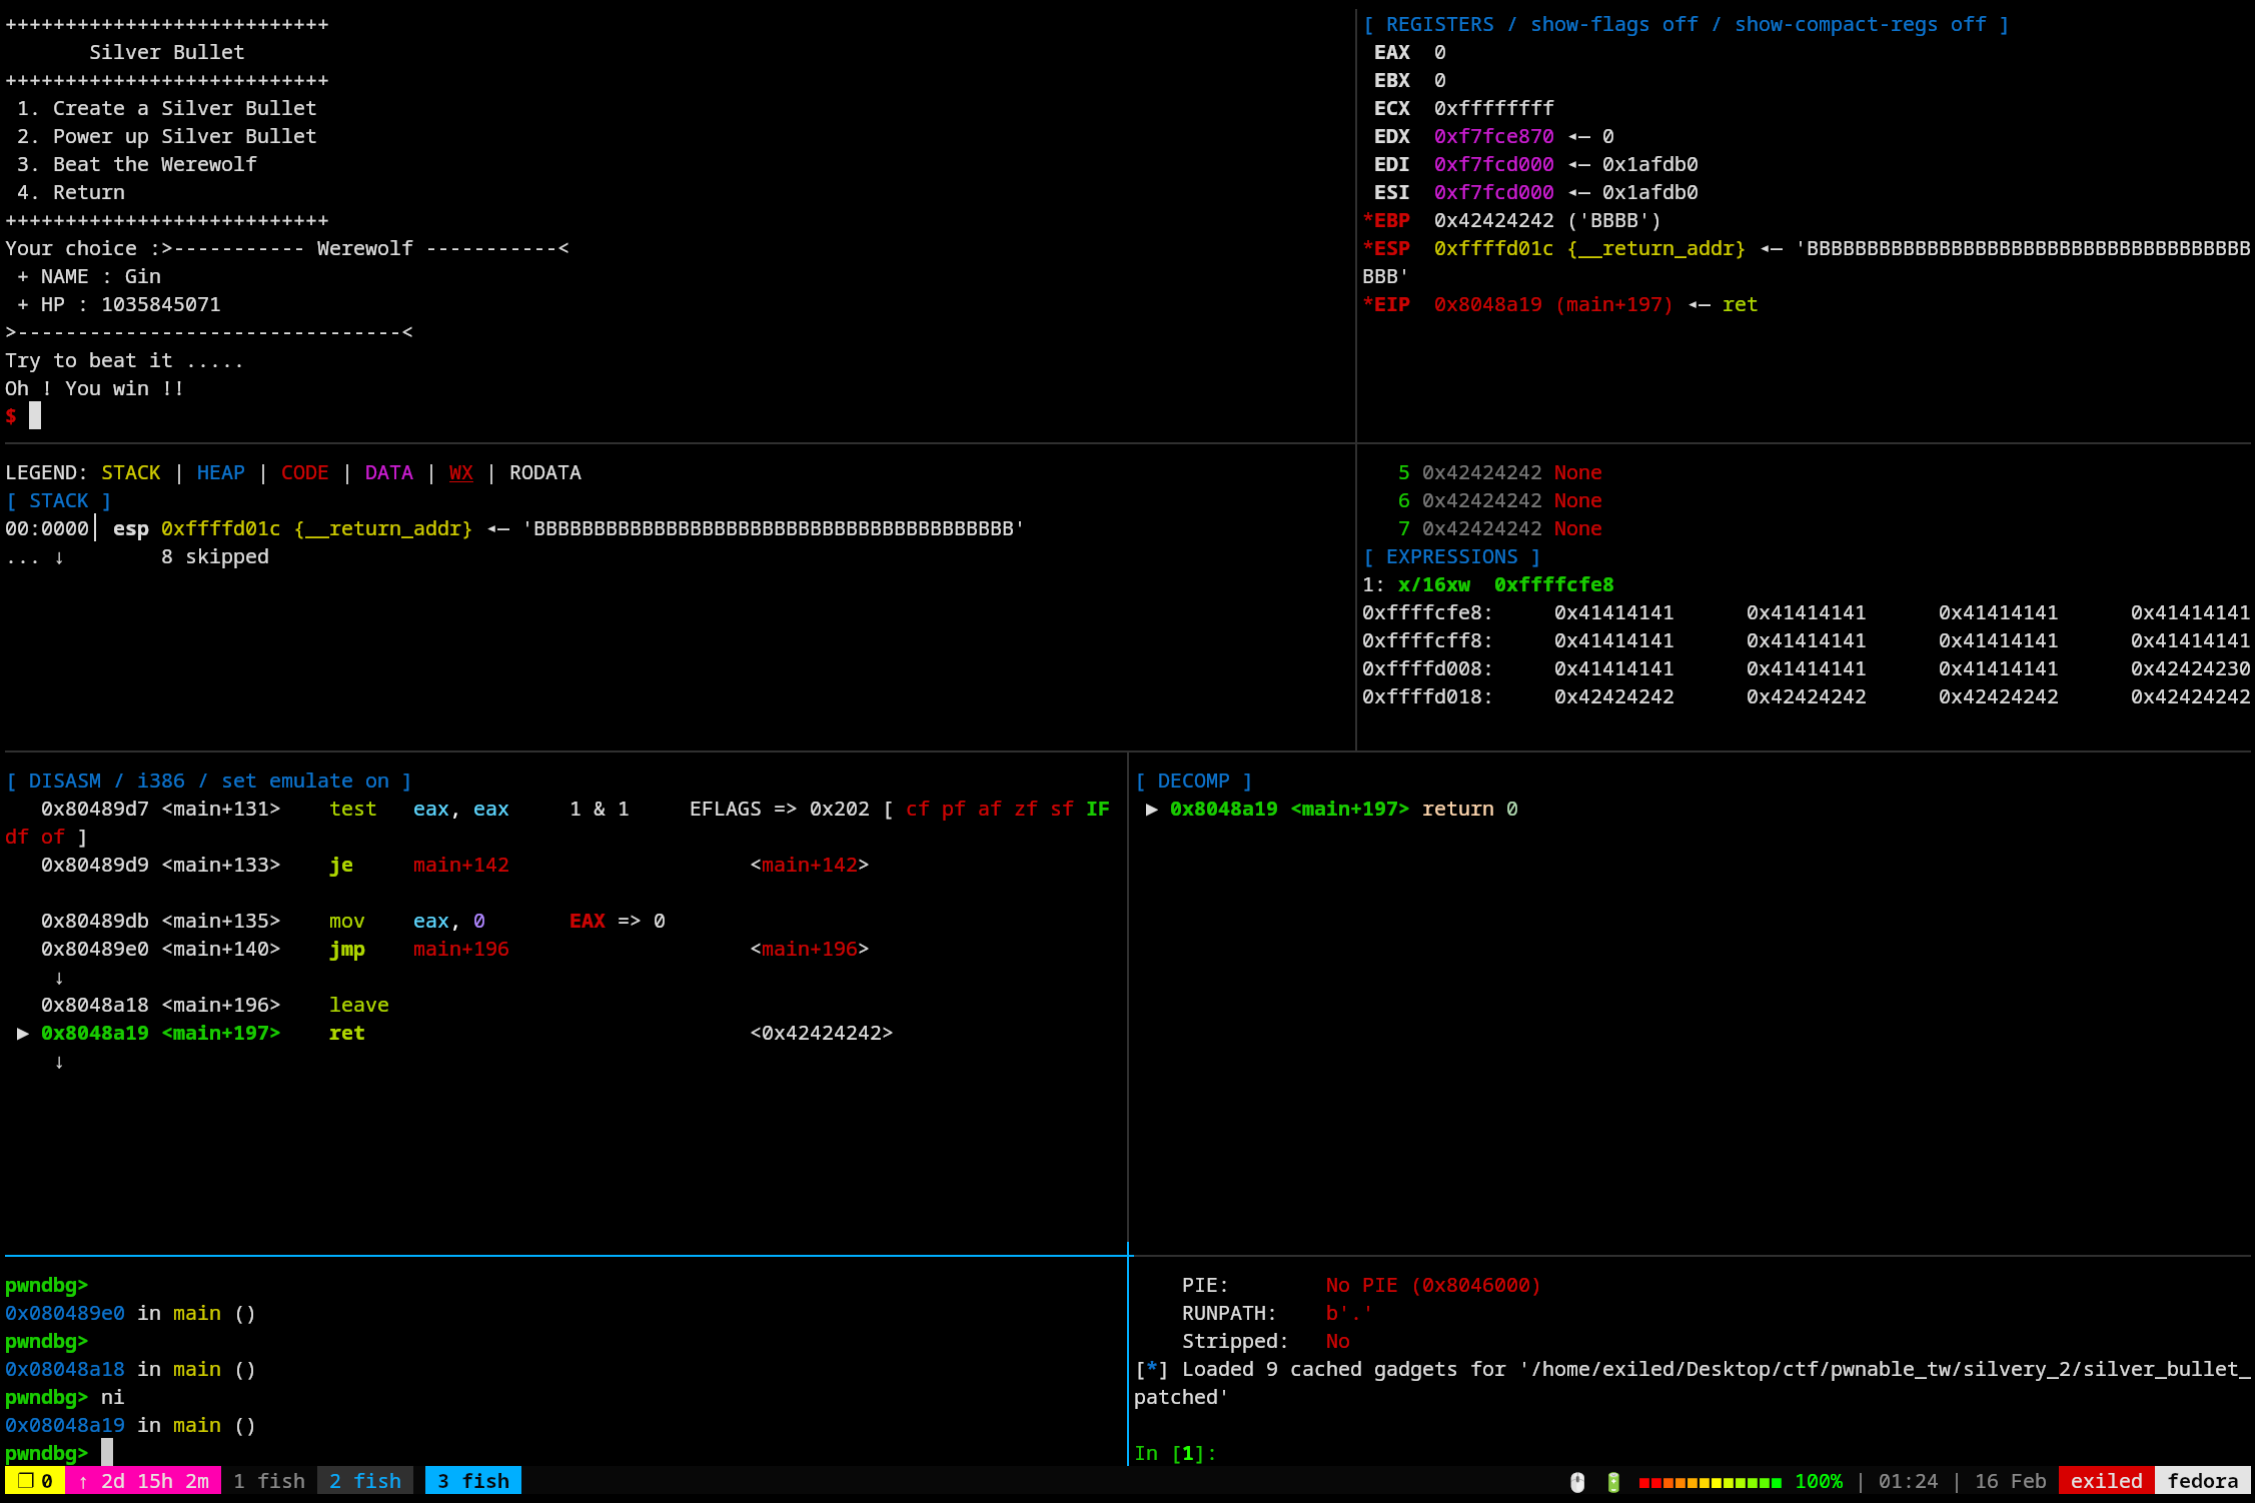 +++++++++++++++++++++++++++
       Silver Bullet
+++++++++++++++++++++++++++
 1. Create a Silver Bullet
 2. Power up Silver Bullet
 3. Beat the Werewolf
 4. Return
+++++++++++++++++++++++++++
Your choice :>----------- Werewolf -----------<
 + NAME : Gin
 + HP : 1035845071
>--------------------------------<
Try to beat it .....
Oh ! You win !!
$
[ REGISTERS / show-flags off / show-compact-regs off ]
 EAX  0
 EBX  0
 ECX  0xffffffff
 EDX  0xf7fce870 ◂— 0
 EDI  0xf7fcd000 ◂— 0x1afdb0
 ESI  0xf7fcd000 ◂— 0x1afdb0
*EBP  0x42424242 ('BBBB')
*ESP  0xffffd01c {__return_addr} ◂— 'BBBBBBBBBBBBBBBBBBBBBBBBBBBBBBBBBBBBB
BBB'
*EIP  0x8048a19 (main+197) ◂— ret
LEGEND: STACK | HEAP | CODE | DATA | WX | RODATA
[ STACK ]
00:0000│ esp 0xffffd01c {__return_addr} ◂— 'BBBBBBBBBBBBBBBBBBBBBBBBBBBBBBBBBBBBBBBB'
... ↓        8 skipped
   5 0x42424242 None
   6 0x42424242 None
   7 0x42424242 None
[ EXPRESSIONS ]
1: x/16xw  0xffffcfe8
0xffffcfe8:     0x41414141      0x41414141      0x41414141      0x41414141
0xffffcff8:     0x41414141      0x41414141      0x41414141      0x41414141
0xffffd008:     0x41414141      0x41414141      0x41414141      0x42424230
0xffffd018:     0x42424242      0x42424242      0x42424242      0x42424242
[ DISASM / i386 / set emulate on ]
   0x80489d7 <main+131>    test   eax, eax     1 & 1     EFLAGS => 0x202 [ cf pf af zf sf IF
df of ]
   0x80489d9 <main+133>    je     main+142                    <main+142>
   0x80489db <main+135>    mov    eax, 0       EAX => 0
   0x80489e0 <main+140>    jmp    main+196                    <main+196>
    ↓
   0x8048a18 <main+196>    leave
 ► 0x8048a19 <main+197>    ret                                <0x42424242>
    ↓
[ DECOMP ]
 ► 0x8048a19 <main+197> return 0
pwndbg>
0x080489e0 in main ()
pwndbg>
0x08048a18 in main ()
pwndbg> ni
0x08048a19 in main ()
pwndbg>
    PIE:        No PIE (0x8046000)
    RUNPATH:    b'.'
    Stripped:   No
[*] Loaded 9 cached gadgets for '/home/exiled/Desktop/ctf/pwnable_tw/silvery_2/silver_bullet_
patched'
In [1]:
❐ 0 ↑ 2d 15h 2m 1 fish 2 fish 3 fish 100% | 01:24 | 16 Feb exiled fedora